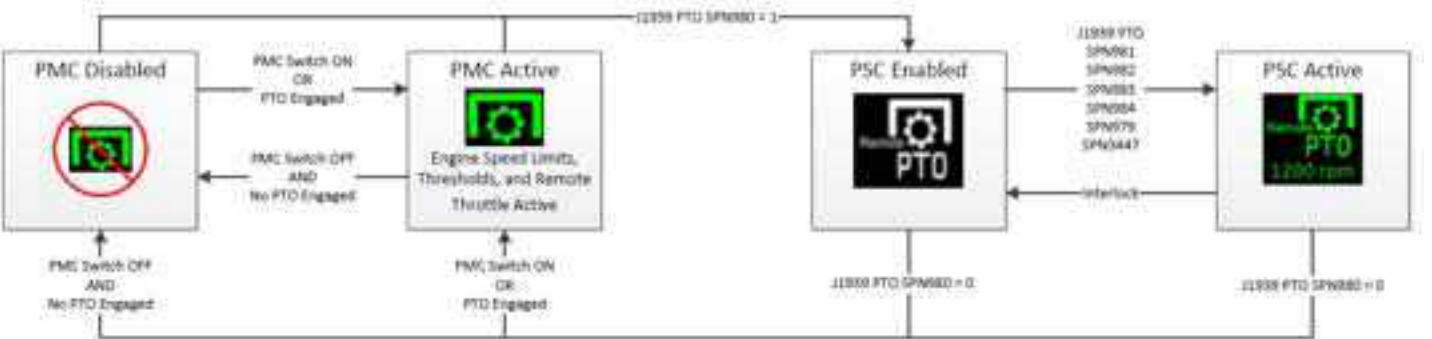 J1939 PTO SPN980 = 1
PMC Disabled
PMC Switch ON
OR
PTO Engaged
PMC Active
Engine Speed Limits,
Thresholds, and Remote
Throttle Active
PMC Switch OFF
AND
No PTO Engaged
PSC Enabled
Remote
PTO
J1939 PTO
SPN981
SPN982
SPN983
SPN984
SPN979
SPN3447
Interlock
PSC Active
Remote
PTO
1200 rpm
PMC Switch OFF
AND
No PTO Engaged
PMC Switch ON
OR
PTO Engaged
J1939 PTO SPN980 = 0
J1939 PTO SPN980 = 0